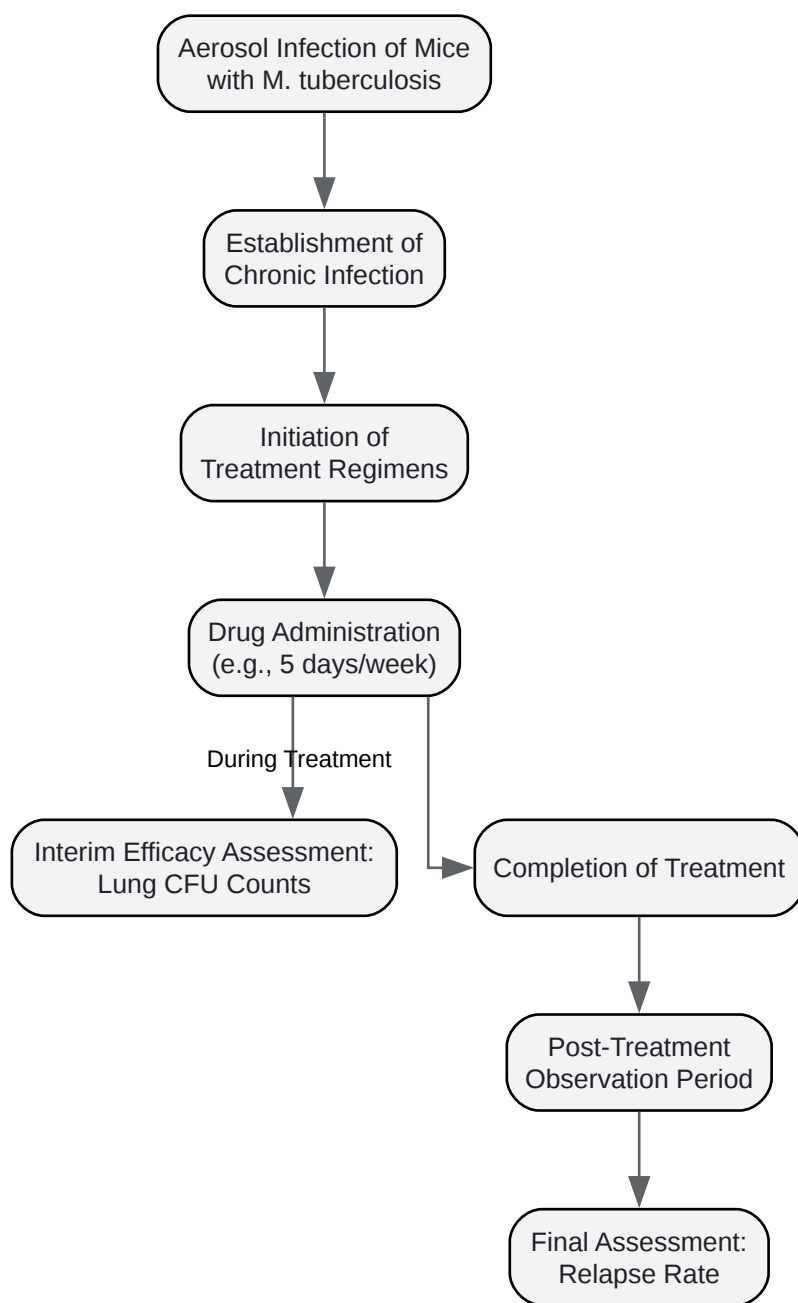 Aerosol Infection of Mice
with M. tuberculosis
Establishment of
Chronic Infection
Initiation of
Treatment Regimens
Drug Administration
(e.g., 5 days/week)
During Treatment
Interim Efficacy Assessment:
Lung CFU Counts
Completion of Treatment
Post-Treatment
Observation Period
Final Assessment:
Relapse Rate